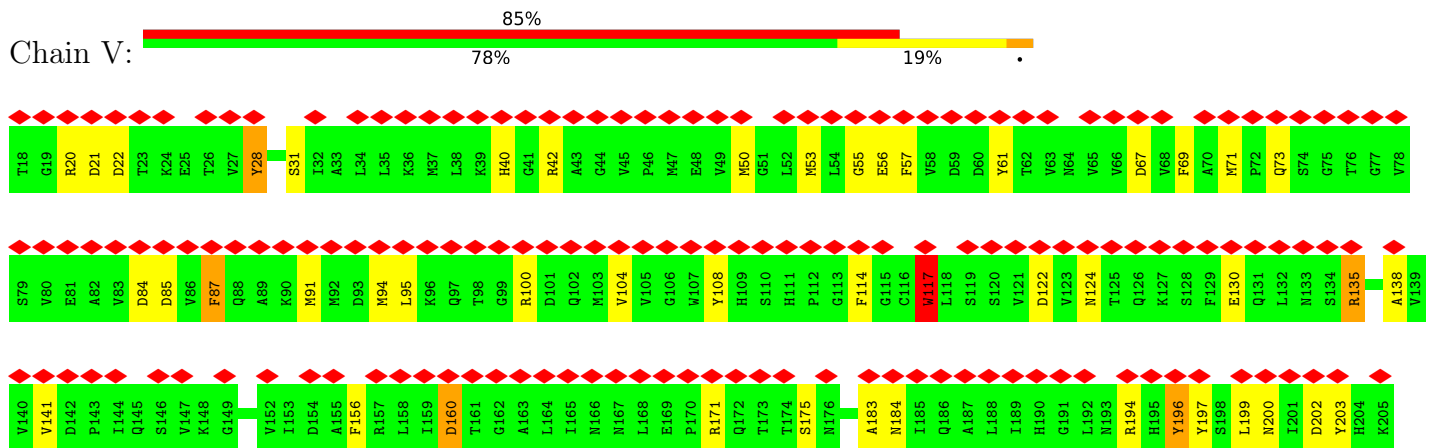 85%
Chain V:
78% 19% •
T18 G19 R20 D21 D22 T23 K24 E25 T26 V27 Y28 S31 I32 A33 L34 L35 K36 M37 L38 K39 H40 G41 R42 A43 G44 V45 P46 M47 E48 V49 M50 G51 L52 M53 L54 G55 E56 F57 V58 D59 D60 Y61 T62 V63 N64 V65 V66 D67 V68 F69 A70 M71 P72 Q73 S74 G75 T76 G77 V78
S79 V80 E81 A82 V83 D84 D85 V86 F87 Q88 A89 K90 M91 M92 D93 M94 L95 K96 Q97 T98 G99 R100 D101 Q102 M103 V104 V105 G106 W107 Y108 H109 S110 H111 P112 G113 F114 G115 C116 W117 L118 S119 S120 V121 D122 V123 N124 T125 Q126 K127 S128 F129 E130 Q131 L132 N133 S134 R135 A138 V139
V140 V141 D142 P143 I144 Q145 S146 V147 K148 G149 V152 I153 D154 A155 F156 R157 L158 I159 D160 T161 G162 A163 L164 I165 N166 N167 L168 E169 P170 R171 Q172 T173 T174 S175 N176 A183 N184 I185 Q186 A187 L188 I189 H190 G191 L192 N193 R194 H195 Y196 Y197 S198 L199 N200 I201 D202 Y203 H204 K205